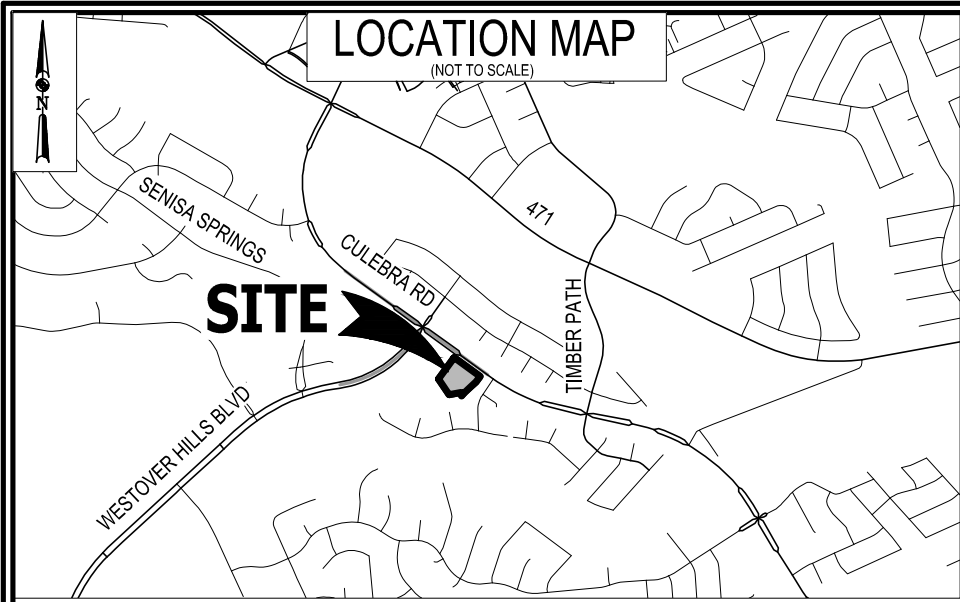 LOCATION MAP
(NOT TO SCALE)
N
SENISA SPRINGS
471
CULEBRA RD
SITE
TIMBER PATH
WESTOVER HILLS BLVD